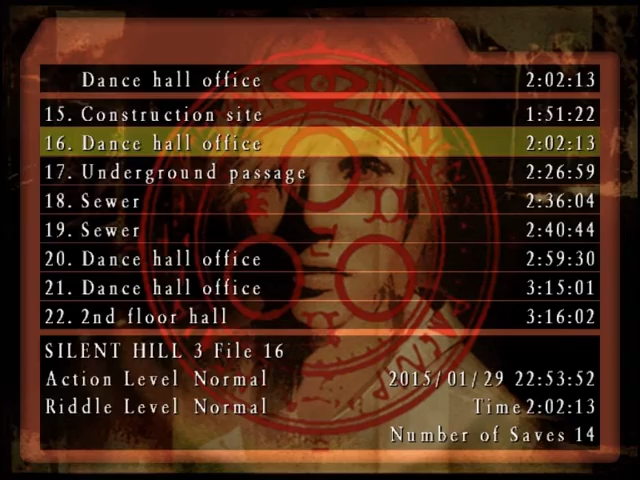 Dance hall office 2:02:13
15. Construction site 1:51:22
16. Dance hall office 2:02:13
17. Underground passage 2:26:59
18. Sewer 2:36:04
19. Sewer 2:40:44
20. Dance hall office 2:59:30
21. Dance hall office 3:15:01
22. 2nd floor hall 3:16:02
SILENT HILL 3 File 16
Action Level Normal 2015/01/29 22:53:52
Riddle Level Normal Time 2:02:13
Number of Saves 14